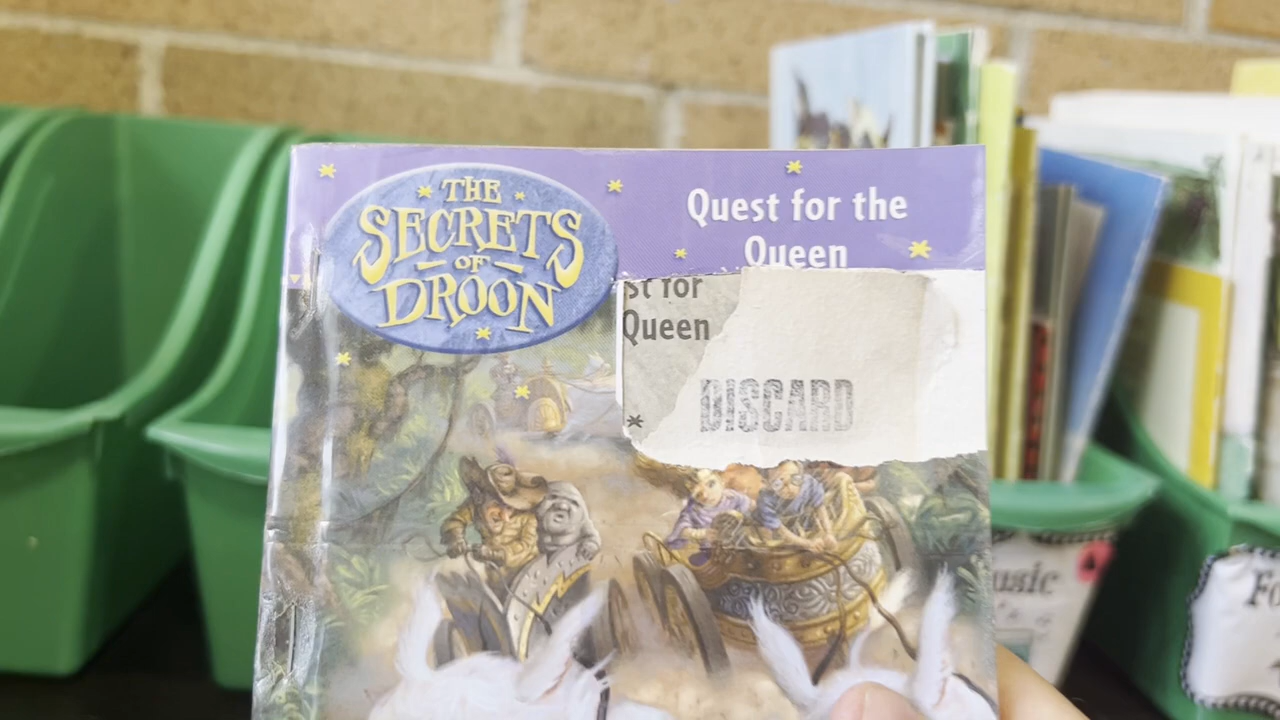 THE
SECRETS
OF
DROON
Quest for the
Queen
st for
Queen
DISCARD
usic